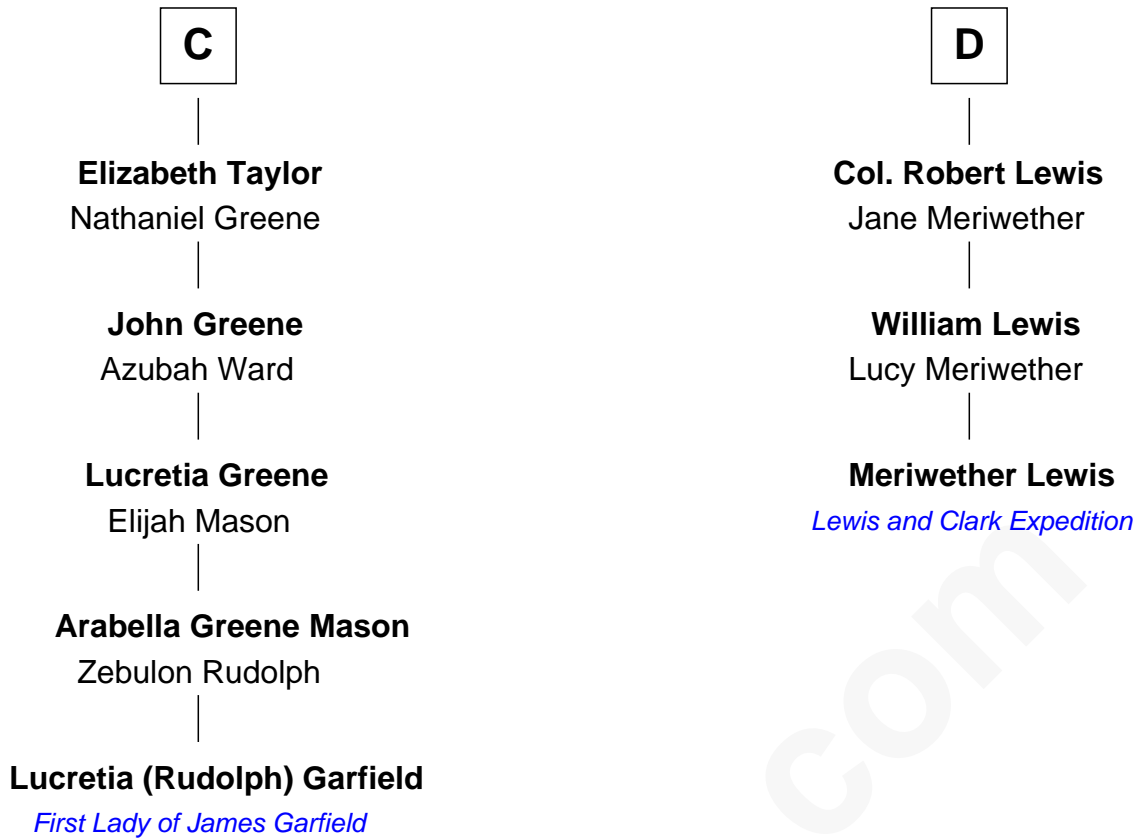 C
Elizabeth Taylor
Nathaniel Greene
John Greene
Azubah Ward
Lucretia Greene
Elijah Mason
Arabella Greene Mason
Zebulon Rudolph
Lucretia (Rudolph) Garfield
First Lady of James Garfield
D
Col. Robert Lewis
Jane Meriwether
William Lewis
Lucy Meriwether
Meriwether Lewis
Lewis and Clark Expedition
com